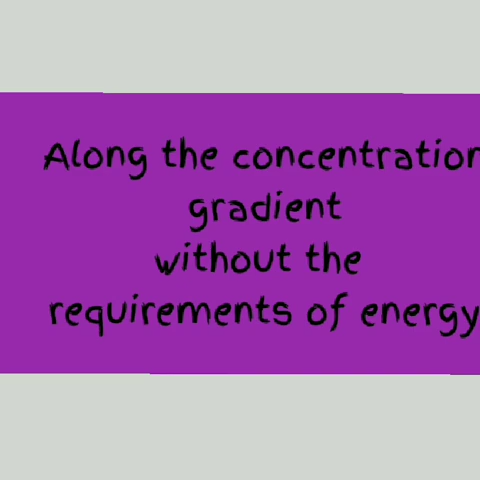 Along the concentration
gradient
without the
requirements of energy